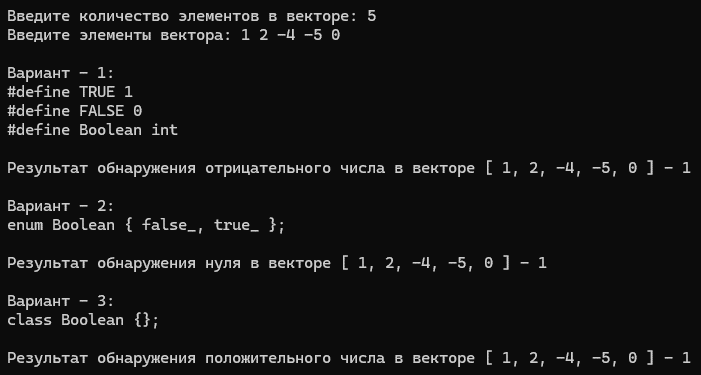 Введите количество элементов в векторе: 5
Введите элементы вектора: 1 2 -4 -5 0
Вариант - 1:
#define TRUE 1
#define FALSE 0
#define Boolean int
Результат обнаружения отрицательного числа в векторе [ 1, 2, -4, -5, 0 ] - 1
Вариант - 2:
enum Boolean { false_, true_ };
Результат обнаружения нуля в векторе [ 1, 2, -4, -5, 0 ] - 1
Вариант - 3:
class Boolean {};
Результат обнаружения положительного числа в векторе [ 1, 2, -4, -5, 0 ] - 1